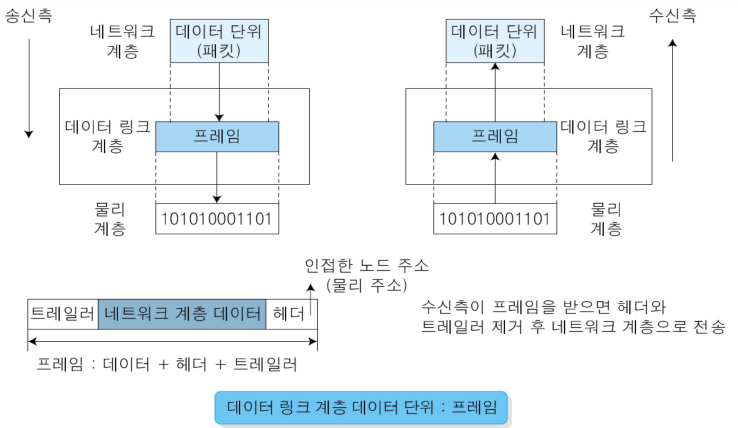 송신측
네트워크
계층
데이터 단위
(패킷)
데이터 링크
계층
프레임
물리
계층
101010001101
수신측
데이터 단위
(패킷)
네트워크
계층
프레임
데이터 링크
계층
101010001101
물리
계층
인접한 노드 주소
(물리 주소)
트레일러
네트워크 계층 데이터
헤더
프레임 : 데이터 + 헤더 + 트레일러
수신측이 프레임을 받으면 헤더와
트레일러 제거 후 네트워크 계층으로 전송
데이터 링크 계층 데이터 단위 : 프레임